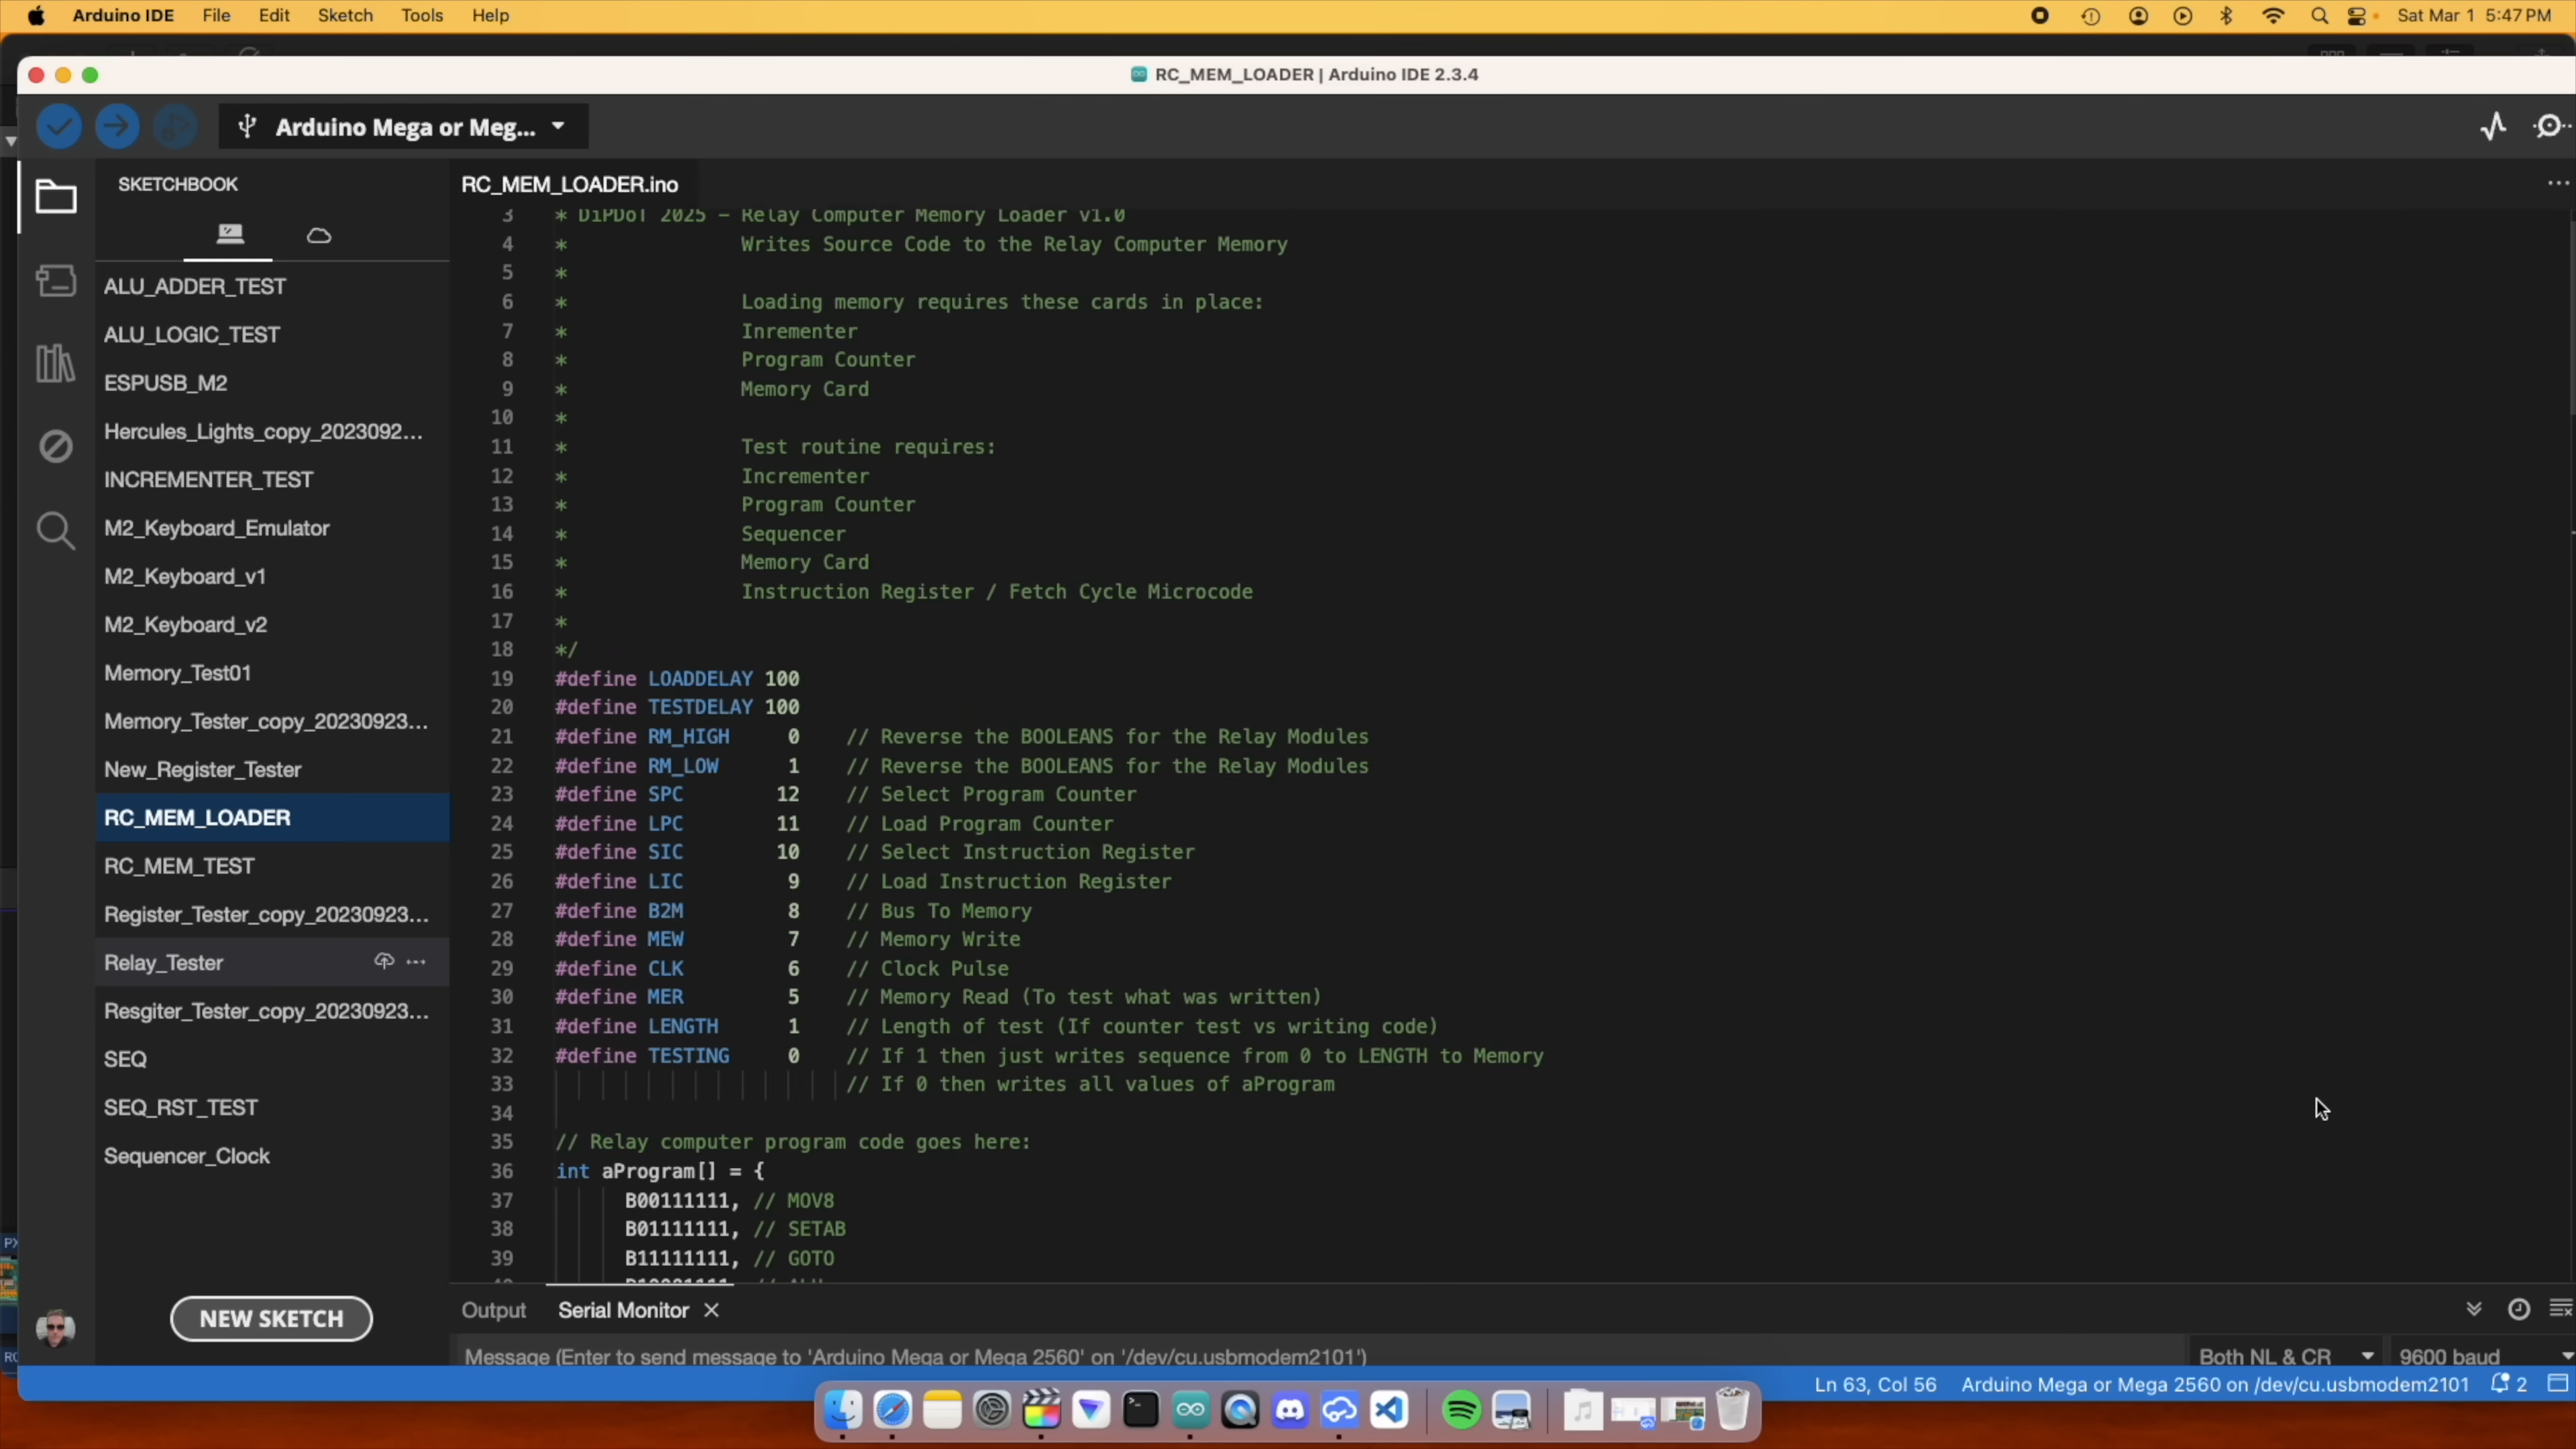 Arduino IDE File Edit Sketch Tools Help Sat Mar 1 5:47 PM
RC_MEM_LOADER | Arduino IDE 2.3.4
Arduino Mega or Meg...
SKETCHBOOK
ALU_ADDER_TEST
ALU_LOGIC_TEST
ESPUSB_M2
Hercules_Lights_copy_2023092...
INCREMENTER_TEST
M2_Keyboard_Emulator
M2_Keyboard_v1
M2_Keyboard_v2
Memory_Test01
Memory_Tester_copy_20230923...
New_Register_Tester
RC_MEM_LOADER
RC_MEM_TEST
Register_Tester_copy_20230923...
Relay_Tester
Resgiter_Tester_copy_20230923...
SEQ
SEQ_RST_TEST
Sequencer_Clock
NEW SKETCH
RC_MEM_LOADER.ino
3 * DiPDoT 2025 – Relay Computer Memory Loader v1.0
4 * Writes Source Code to the Relay Computer Memory
5 *
6 * Loading memory requires these cards in place:
7 * Inrementer
8 * Program Counter
9 * Memory Card
10 *
11 * Test routine requires:
12 * Incrementer
13 * Program Counter
14 * Sequencer
15 * Memory Card
16 * Instruction Register / Fetch Cycle Microcode
17 *
18 */
19 #define LOADDELAY 100
20 #define TESTDELAY 100
21 #define RM_HIGH 0 // Reverse the BOOLEANS for the Relay Modules
22 #define RM_LOW 1 // Reverse the BOOLEANS for the Relay Modules
23 #define SPC 12 // Select Program Counter
24 #define LPC 11 // Load Program Counter
25 #define SIC 10 // Select Instruction Register
26 #define LIC 9 // Load Instruction Register
27 #define B2M 8 // Bus To Memory
28 #define MEW 7 // Memory Write
29 #define CLK 6 // Clock Pulse
30 #define MER 5 // Memory Read (To test what was written)
31 #define LENGTH 1 // Length of test (If counter test vs writing code)
32 #define TESTING 0 // If 1 then just writes sequence from 0 to LENGTH to Memory
33 // If 0 then writes all values of aProgram
34
35 // Relay computer program code goes here:
36 int aProgram[] = {
37 B00111111, // MOV8
38 B01111111, // SETAB
39 B11111111, // GOTO
Output Serial Monitor
Message (Enter to send message to 'Arduino Mega or Mega 2560' on '/dev/cu.usbmodem2101') Both NL & CR 9600 baud
Ln 63, Col 56 Arduino Mega or Mega 2560 on /dev/cu.usbmodem2101 2